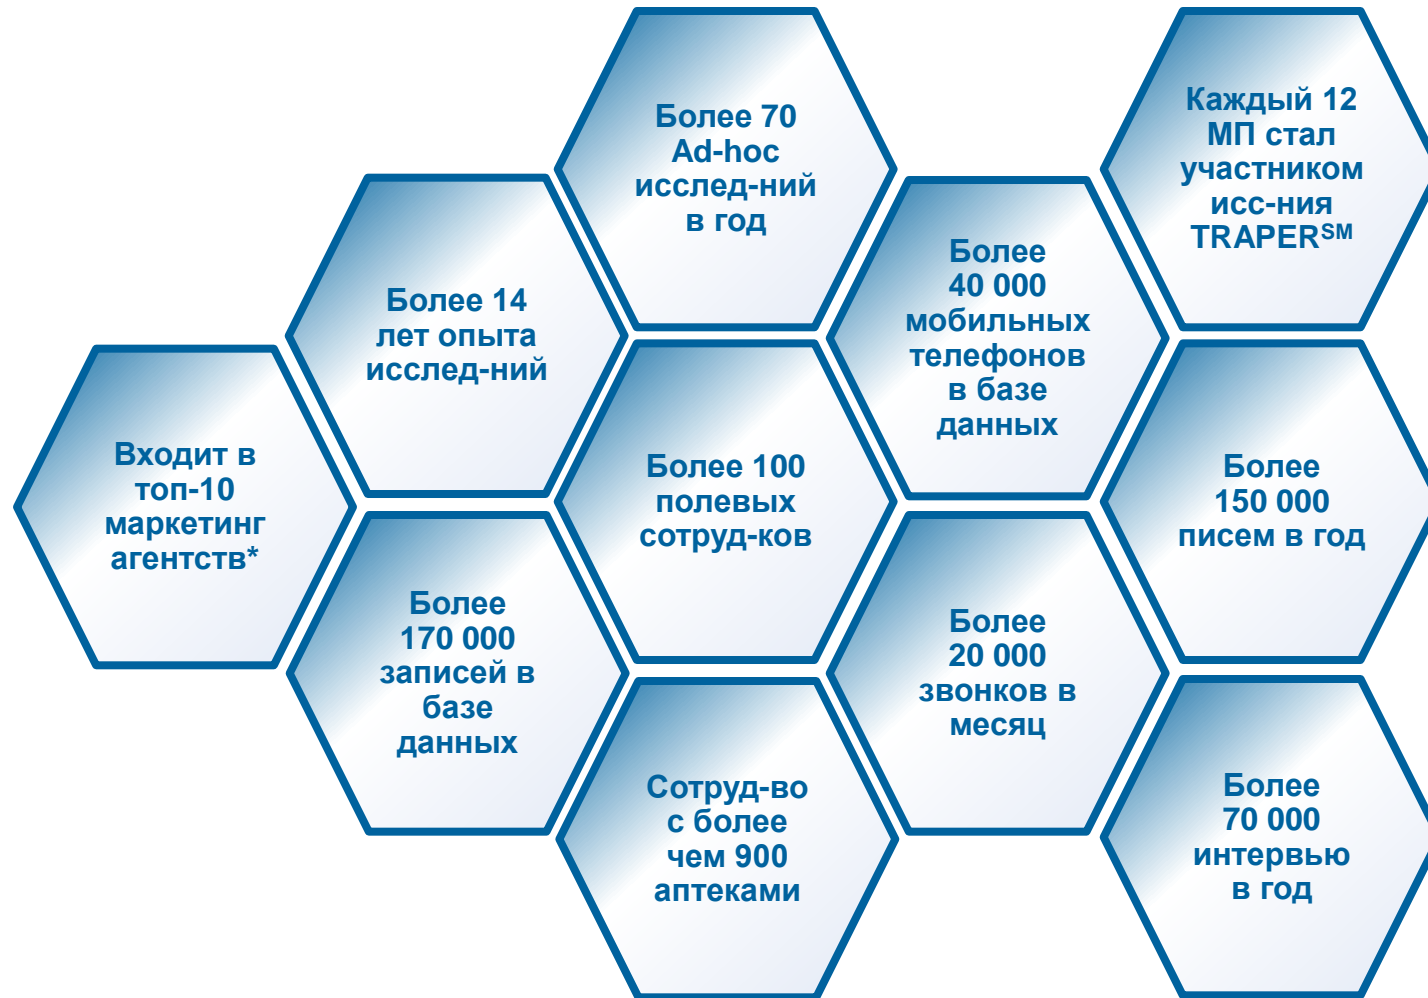 Более 70
Ad-hoc
исслед-ний
в год
Каждый 12
МП стал
участником
исс-ния
TRAPERSM
Более 14
лет опыта
исслед-ний
Более
40 000
мобильных
телефонов
в базе
данных
Входит в
топ-10
маркетинг
агентств*
Более 100
полевых
сотруд-ков
Более
150 000
писем в год
Более
170 000
записей в
базе
данных
Более
20 000
звонков в
месяц
Сотруд-во
с более
чем 900
аптеками
Более
70 000
интервью
в год